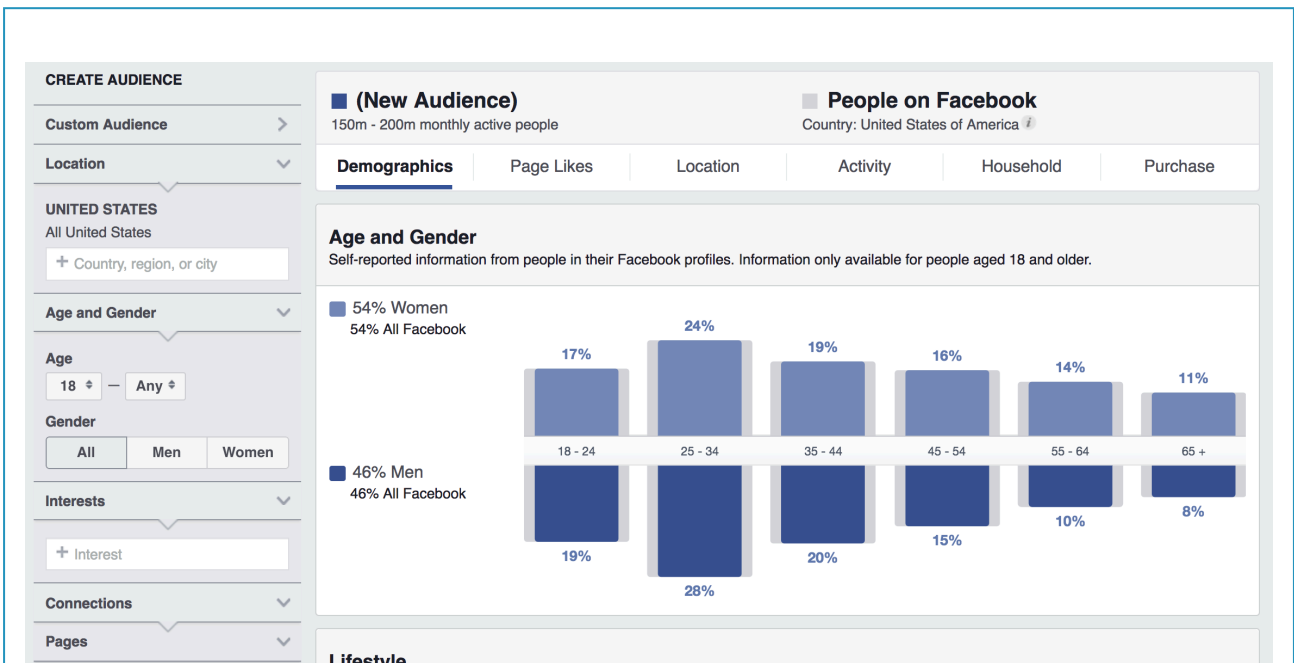 CREATE AUDIENCE
Custom Audience
Location
UNITED STATES
All United States
+ Country, region, or city
Age and Gender
Age
18 — Any
Gender
All Men Women
Interests
+ Interest
Connections
Pages
(New Audience)
150m - 200m monthly active people
People on Facebook
Country: United States of America i
Demographics Page Likes Location Activity Household Purchase
Age and Gender
Self-reported information from people in their Facebook profiles. Information only available for people aged 18 and older.
54% Women
54% All Facebook
17% 24% 19% 16% 14% 11%
18 - 24 25 - 34 35 - 44 45 - 54 55 - 64 65 +
46% Men
46% All Facebook
19% 28% 20% 15% 10% 8%
Lifestyle